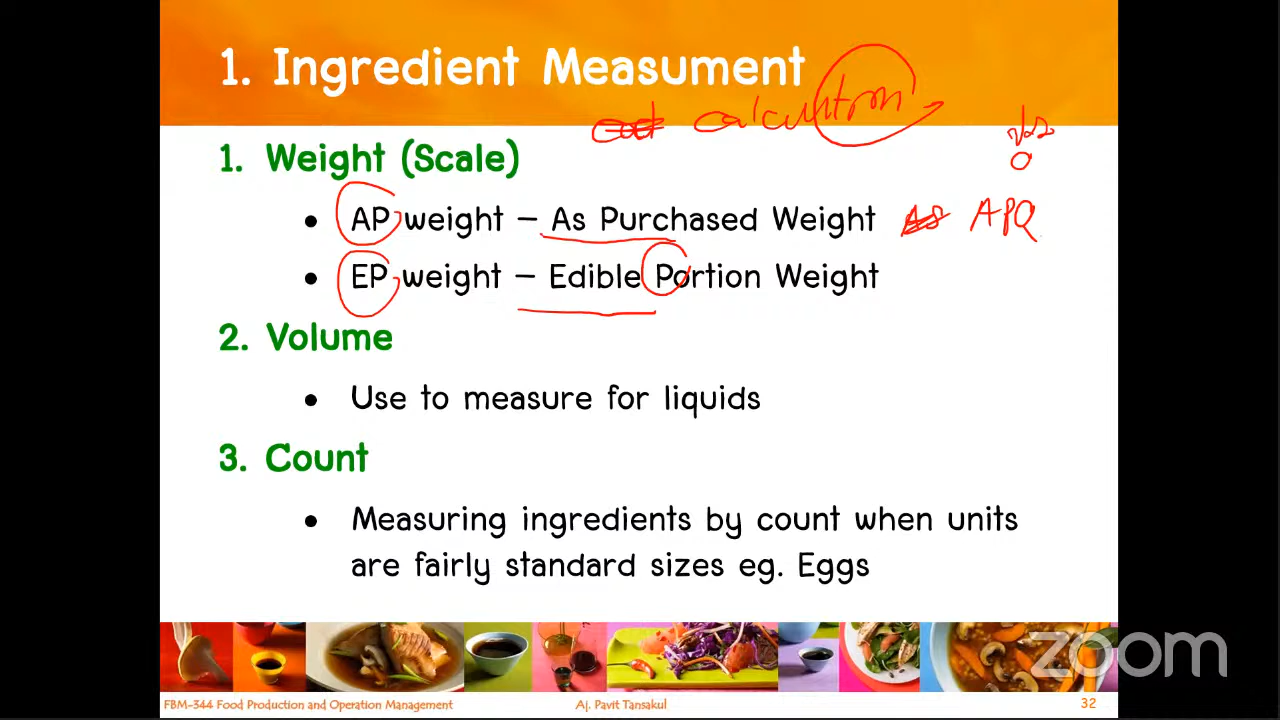 1. Ingredient Measument
calculation
1. Weight (Scale)
• AP weight – As Purchased Weight APQ
• EP weight – Edible Portion Weight
2. Volume
• Use to measure for liquids
3. Count
• Measuring ingredients by count when units
are fairly standard sizes eg. Eggs
zoom
FBM-344 Food Production and Operation Management Aj. Pavit Tansakul 32